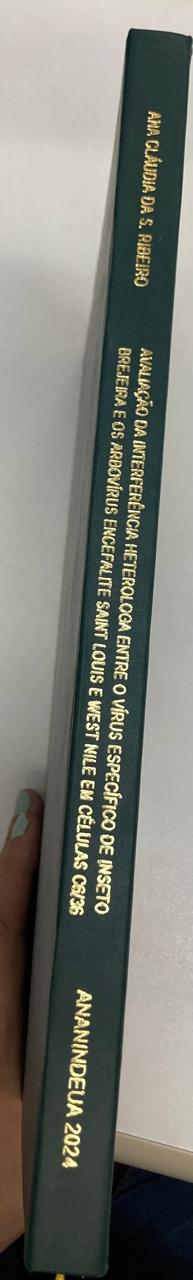 ANA CLÁUDIA DA S. RIBEIRO
AVALIAÇÃO DA INTERFERÊNCIA HETEROLOGA ENTRE O VÍRUS ESPECÍFICO DE INSETO
BREJEIRA E OS ARBOVÍRUS ENCEFALITE SAINT LOUIS E WEST NILE EM CÉLULAS C6/36
ANANINDEUA 2024